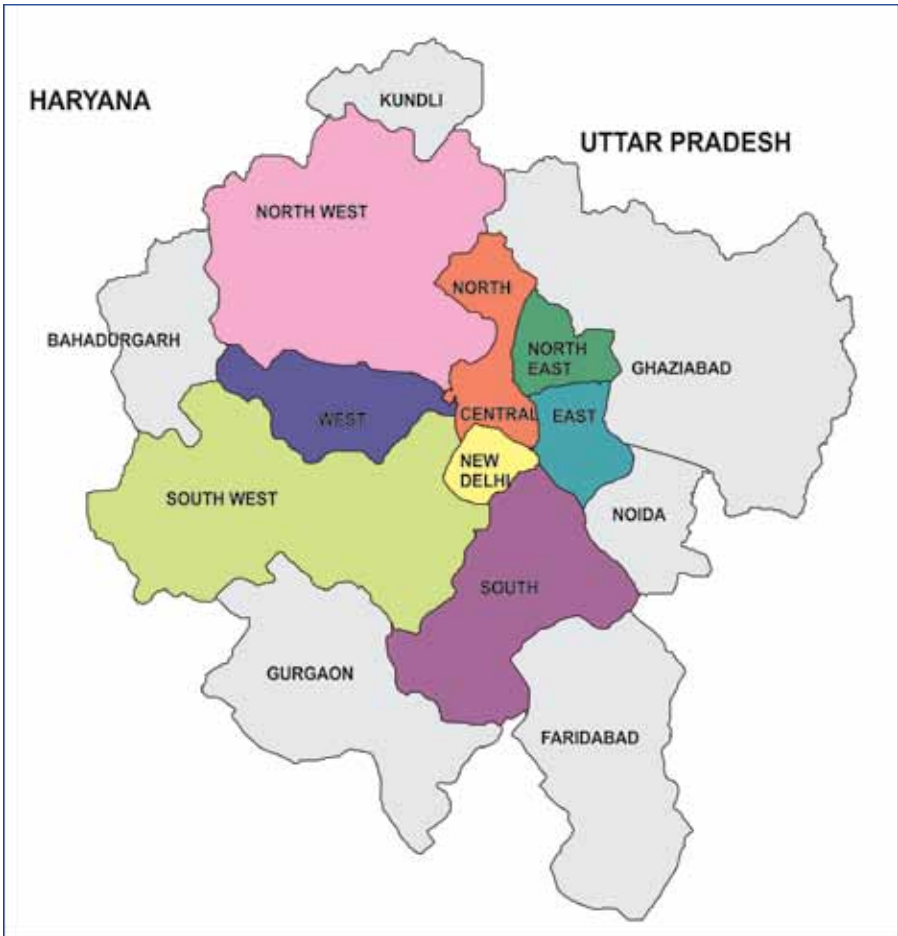 KUNDLI
HARYANA
UTTAR PRADESH
NORTH WEST
NORTH
BAHADURGARH
NORTH
EAST
GHAZIABAD
WEST
CENTRAL
EAST
NEW
DELHI
SOUTH WEST
NOIDA
SOUTH
GURGAON
FARIDABAD